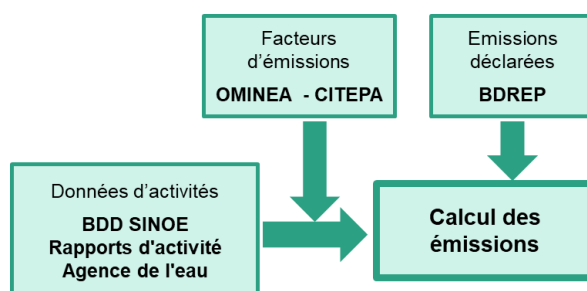 Facteurs
d'émissions
OMINEA - CITEPA
Emissions
déclarées
BDREP
Données d'activités
BDD SINOE
Rapports d'activité
Agence de l'eau
Calcul des
émissions